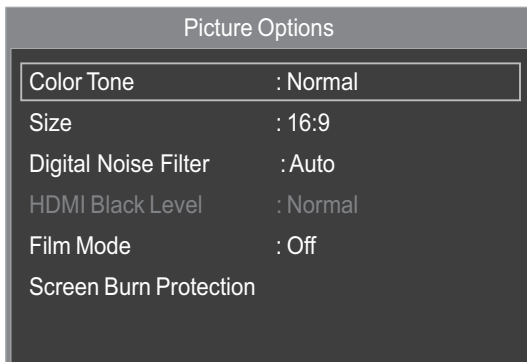 Picture Options
Color Tone : Normal
Size : 16:9
Digital Noise Filter : Auto
HDMI Black Level : Normal
Film Mode : Off
Screen Burn Protection